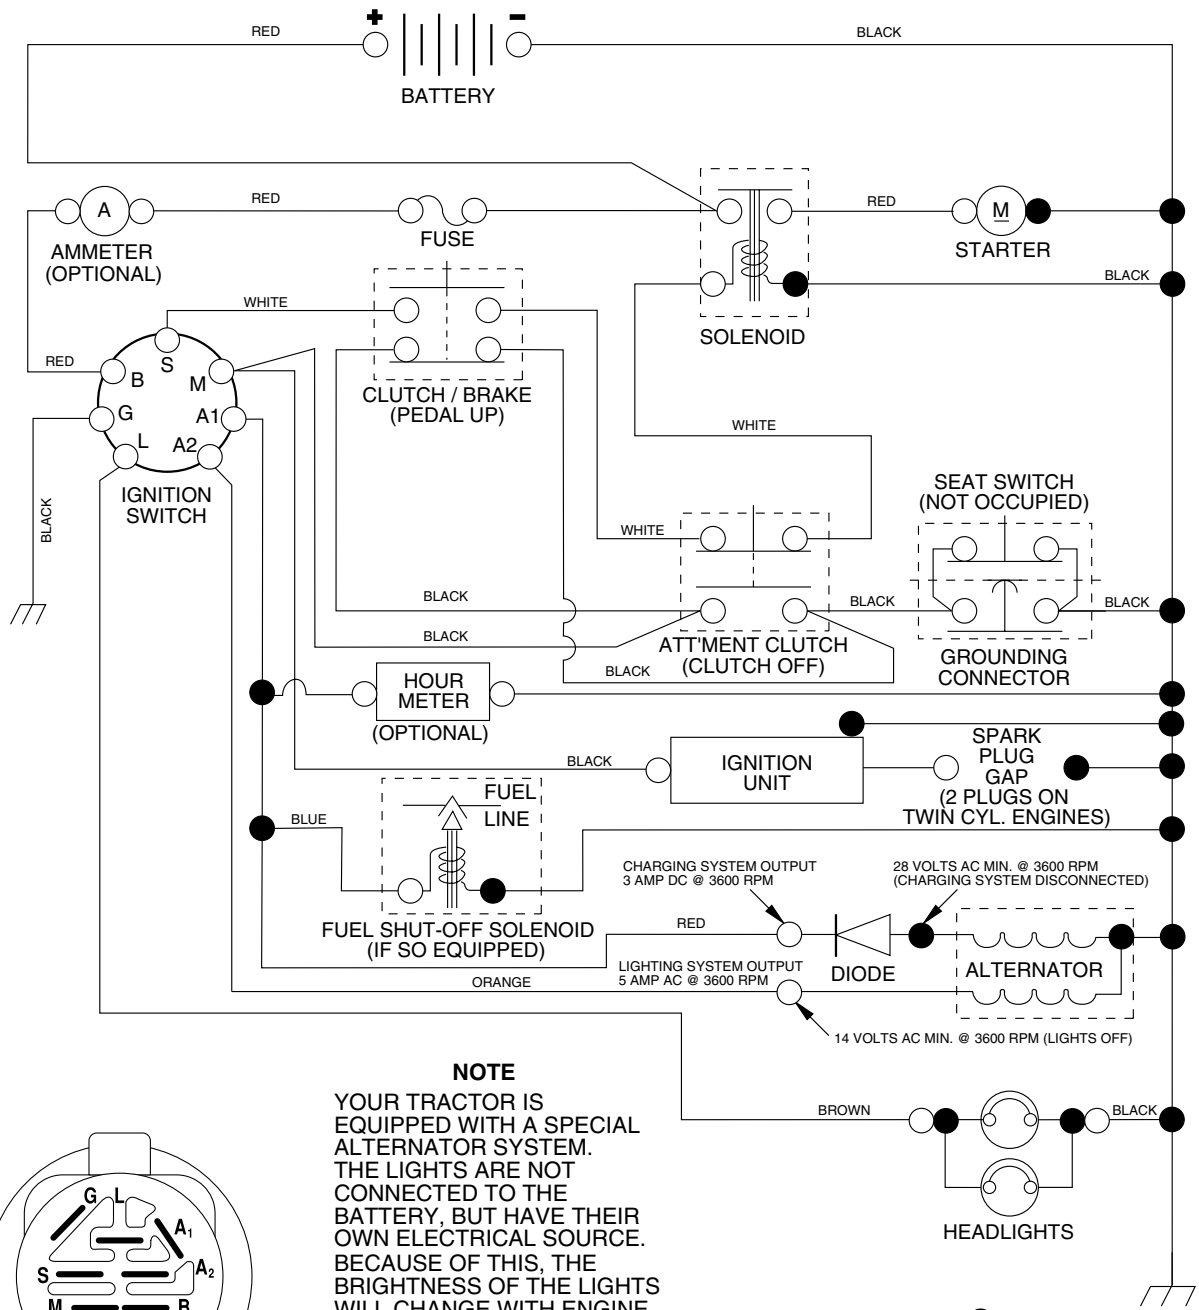 + -
RED
BLACK
BATTERY
RED
A
AMMETER
(OPTIONAL)
FUSE
RED
M
STARTER
BLACK
SOLENOID
WHITE
RED
S
B
M
G
A1
L
A2
IGNITION
SWITCH
BLACK
CLUTCH / BRAKE
(PEDAL UP)
WHITE
SEAT SWITCH
(NOT OCCUPIED)
WHITE
BLACK
BLACK
BLACK
BLACK
ATT'MENT CLUTCH
(CLUTCH OFF)
BLACK
GROUNDING
CONNECTOR
HOUR
METER
(OPTIONAL)
BLACK
IGNITION
UNIT
SPARK
PLUG
GAP
(2 PLUGS ON
TWIN CYL. ENGINES)
FUEL
LINE
BLUE
FUEL SHUT-OFF SOLENOID
(IF SO EQUIPPED)
CHARGING SYSTEM OUTPUT
3 AMP DC @ 3600 RPM
28 VOLTS AC MIN. @ 3600 RPM
(CHARGING SYSTEM DISCONNECTED)
RED
DIODE
ALTERNATOR
LIGHTING SYSTEM OUTPUT
5 AMP AC @ 3600 RPM
ORANGE
14 VOLTS AC MIN. @ 3600 RPM (LIGHTS OFF)
BROWN
BLACK
HEADLIGHTS
NOTE
YOUR TRACTOR IS
EQUIPPED WITH A SPECIAL
ALTERNATOR SYSTEM.
THE LIGHTS ARE NOT
CONNECTED TO THE
BATTERY, BUT HAVE THEIR
OWN ELECTRICAL SOURCE.
BECAUSE OF THIS, THE
BRIGHTNESS OF THE LIGHTS
WILL CHANGE WITH ENGINE
G L
A1
A2
S
M
B